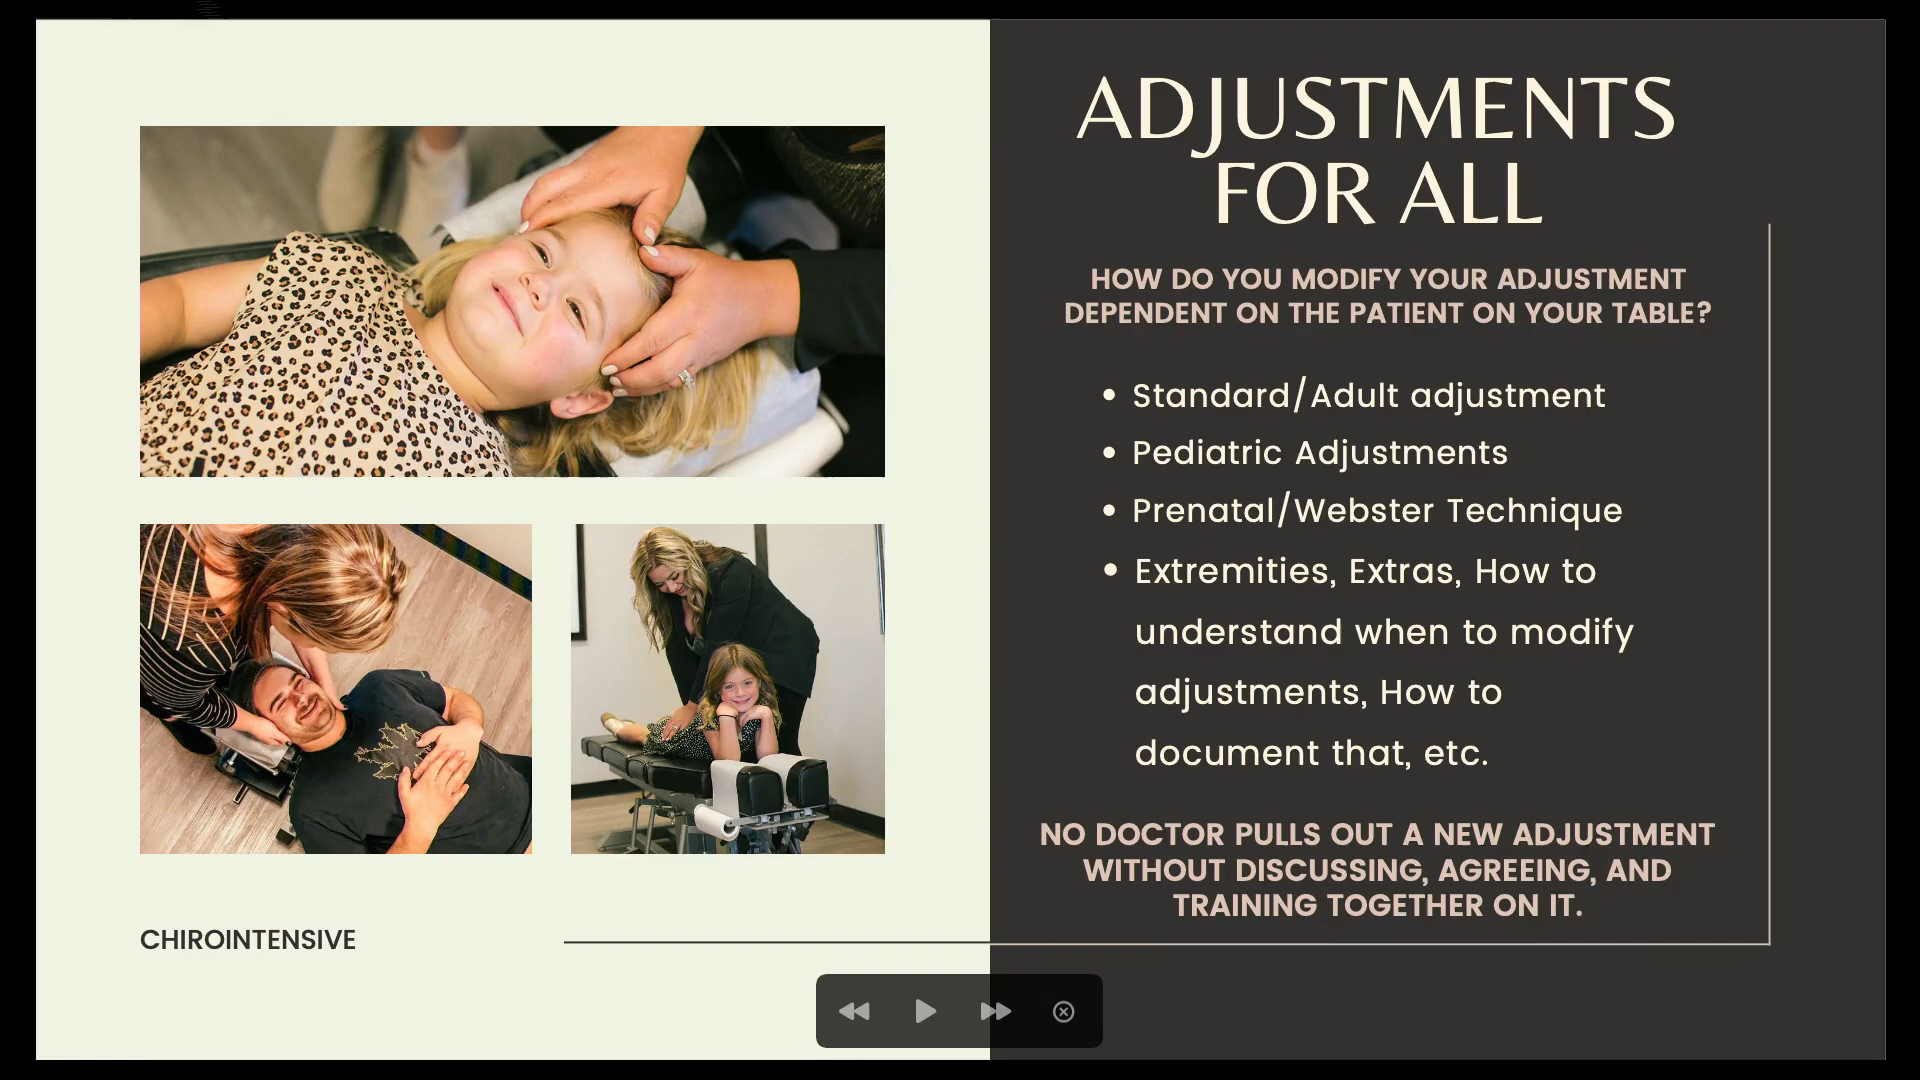 ADJUSTMENTS
FOR ALL
HOW DO YOU MODIFY YOUR ADJUSTMENT
DEPENDENT ON THE PATIENT ON YOUR TABLE?
• Standard/Adult adjustment
• Pediatric Adjustments
• Prenatal/Webster Technique
• Extremities, Extras, How to
understand when to modify
adjustments, How to
document that, etc.
NO DOCTOR PULLS OUT A NEW ADJUSTMENT
WITHOUT DISCUSSING, AGREEING, AND
TRAINING TOGETHER ON IT.
CHIROINTENSIVE